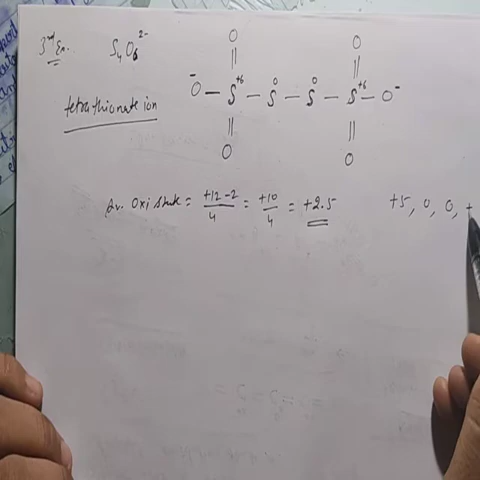 3rd Ex. S4O6 2-
tetrathionate ion
O O
-O — S+6 — S0 — S0 — S+6 — O-
O O
Av. Oxi state = +12-2/4 = +10/4 = +2.5 +5, 0, 0, +